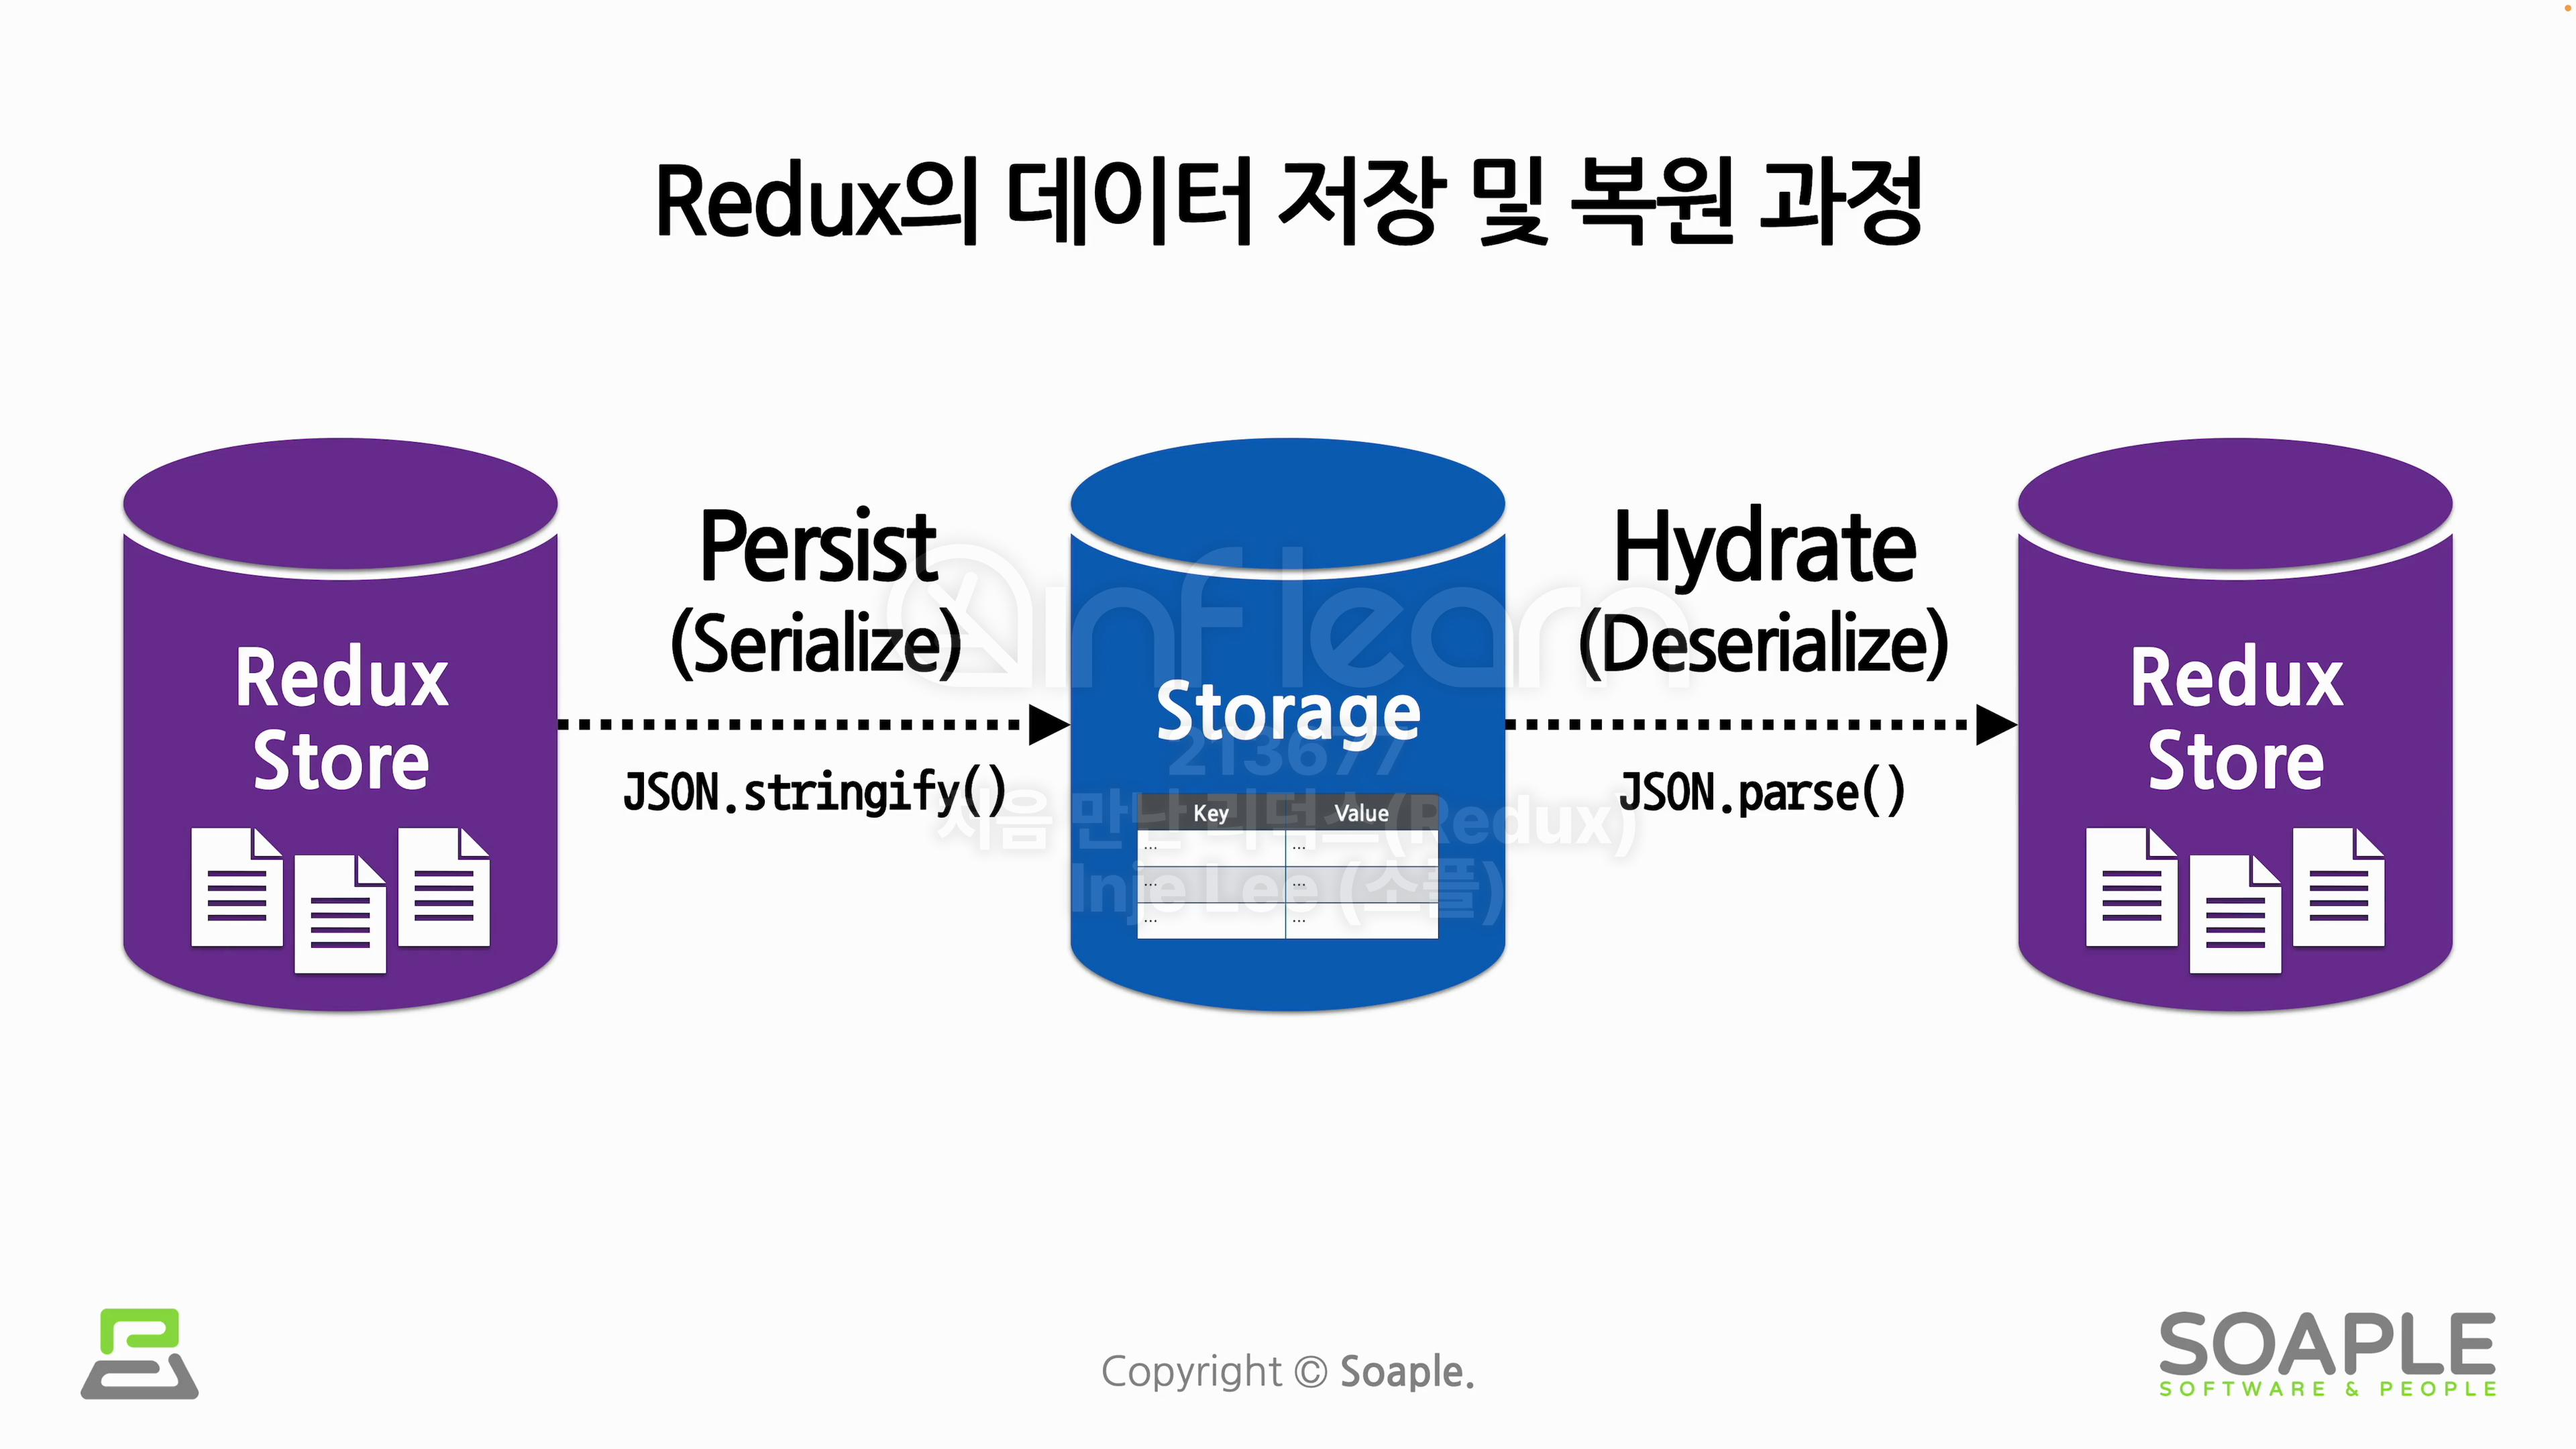 Redux의 데이터 저장 및 복원 과정
Redux
Store
Persist
(Serialize)
JSON.stringify()
Storage
Key Value
... ...
... ...
... ...
Hydrate
(Deserialize)
JSON.parse()
Redux
Store
inflearn
213677
처음 만난 리덕스(Redux)
Inje Lee (소플)
Copyright © Soaple.
SOAPLE
SOFTWARE & PEOPLE